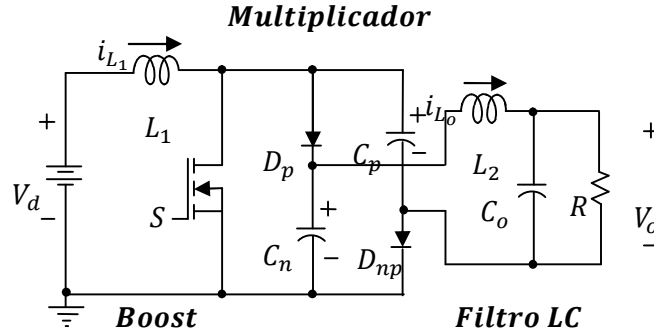 Multiplicador
i_{L_1}
+
L_1
V_d
−
S
D_p
+
C_n
−
C_p
+
−
D_{np}
i_{L_o}
L_2
C_o
R
+
V_o
−
Boost
Filtro LC